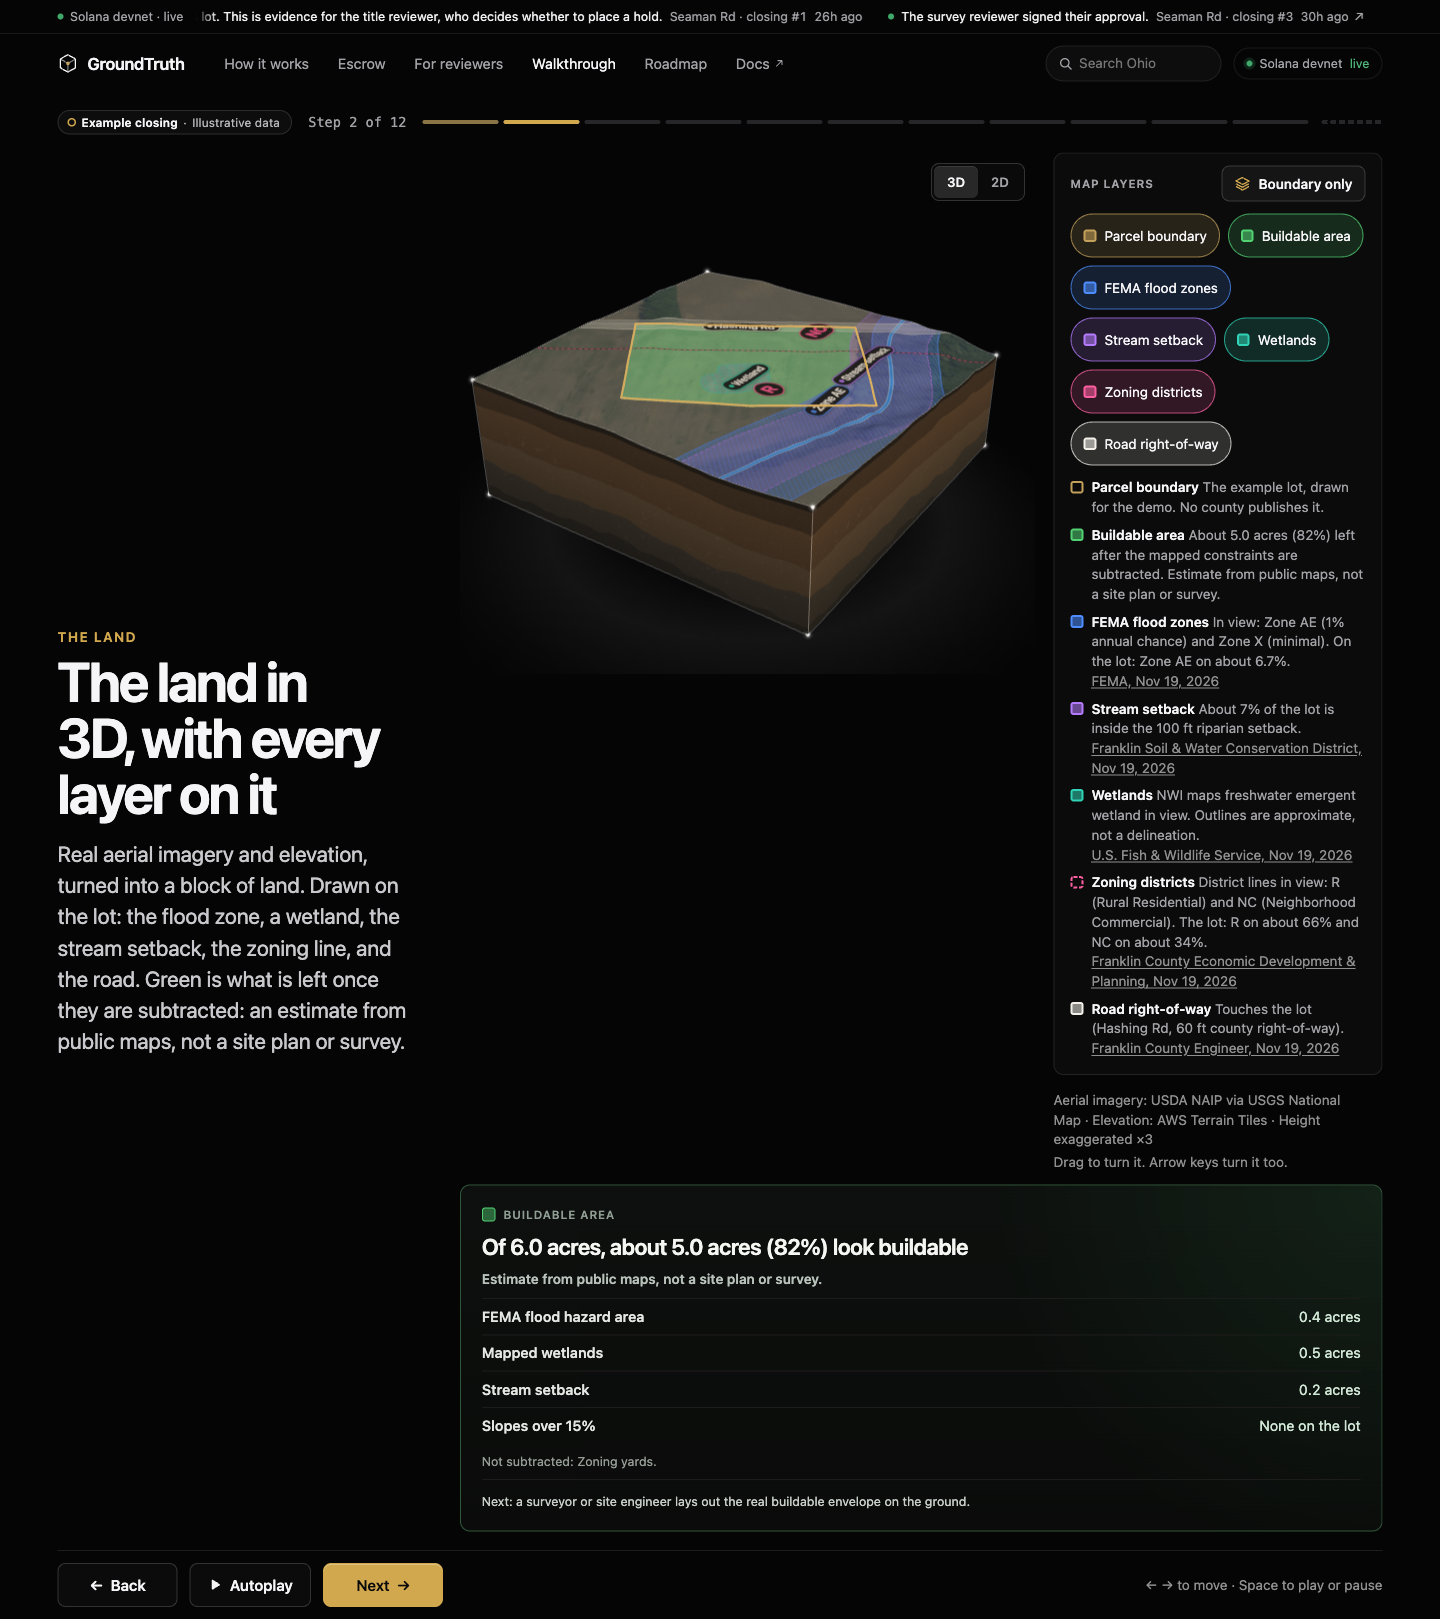 Solana devnet · live lot. This is evidence for the title reviewer, who decides whether to place a hold. Seaman Rd · closing #1 26h ago The survey reviewer signed their approval. Seaman Rd · closing #3 30h ago ↗
GroundTruth How it works Escrow For reviewers Walkthrough Roadmap Docs ↗ Search Ohio Solana devnet live
Example closing · Illustrative data Step 2 of 12
3D 2D
Hashing Rd
NC
Stream setback
Wetland
R
Zone AE
MAP LAYERS Boundary only
Parcel boundary Buildable area
FEMA flood zones
Stream setback Wetlands
Zoning districts
Road right-of-way
Parcel boundary The example lot, drawn
for the demo. No county publishes it.
Buildable area About 5.0 acres (82%) left
after the mapped constraints are
subtracted. Estimate from public maps, not
a site plan or survey.
FEMA flood zones In view: Zone AE (1%
annual chance) and Zone X (minimal). On
the lot: Zone AE on about 6.7%.
FEMA, Nov 19, 2026
Stream setback About 7% of the lot is
inside the 100 ft riparian setback.
Franklin Soil & Water Conservation District,
Nov 19, 2026
Wetlands NWI maps freshwater emergent
wetland in view. Outlines are approximate,
not a delineation.
U.S. Fish & Wildlife Service, Nov 19, 2026
Zoning districts District lines in view: R
(Rural Residential) and NC (Neighborhood
Commercial). The lot: R on about 66% and
NC on about 34%.
Franklin County Economic Development &
Planning, Nov 19, 2026
Road right-of-way Touches the lot
(Hashing Rd, 60 ft county right-of-way).
Franklin County Engineer, Nov 19, 2026
Aerial imagery: USDA NAIP via USGS National
Map · Elevation: AWS Terrain Tiles · Height
exaggerated ×3
Drag to turn it. Arrow keys turn it too.
THE LAND
The land in
3D, with every
layer on it
Real aerial imagery and elevation,
turned into a block of land. Drawn on
the lot: the flood zone, a wetland, the
stream setback, the zoning line, and
the road. Green is what is left once
they are subtracted: an estimate from
public maps, not a site plan or survey.
BUILDABLE AREA
Of 6.0 acres, about 5.0 acres (82%) look buildable
Estimate from public maps, not a site plan or survey.
FEMA flood hazard area 0.4 acres
Mapped wetlands 0.5 acres
Stream setback 0.2 acres
Slopes over 15% None on the lot
Not subtracted: Zoning yards.
Next: a surveyor or site engineer lays out the real buildable envelope on the ground.
← Back Autoplay Next → ← → to move · Space to play or pause